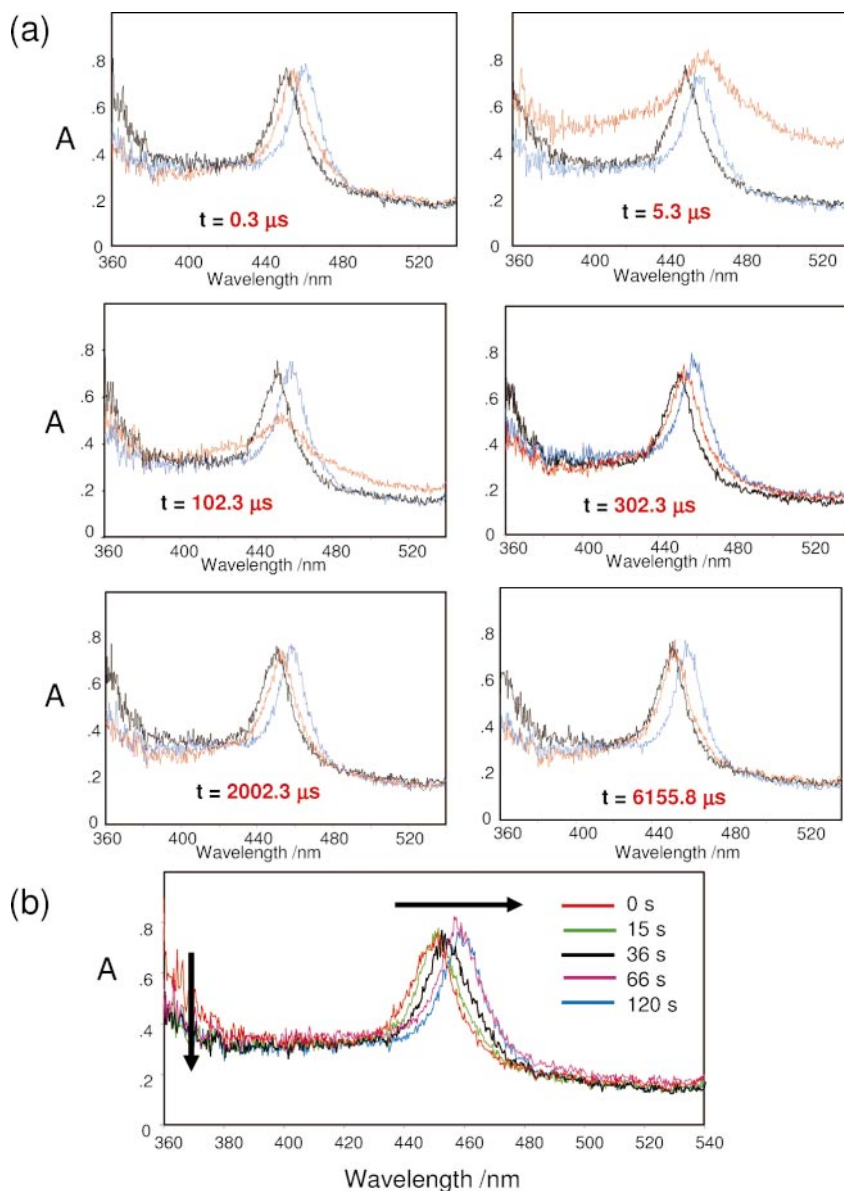 (a)
.8
.6
A
.4
.2
0
t = 0.3 µs
360 400 440 480 520
Wavelength /nm
.8
.6
.4
.2
0
t = 5.3 µs
360 400 440 480 520
Wavelength /nm
.8
.6
A
.4
.2
0
t = 102.3 µs
360 400 440 480 520
Wavelength /nm
.8
.6
.4
.2
0
t = 302.3 µs
360 400 440 480 520
Wavelength /nm
.8
.6
A
.4
.2
0
t = 2002.3 µs
360 400 440 480 520
Wavelength /nm
.8
.6
.4
.2
0
t = 6155.8 µs
360 400 440 480 520
Wavelength /nm
(b)
A
.8
.6
.4
.2
0
0 s
15 s
36 s
66 s
120 s
360 380 400 420 440 460 480 500 520 540
Wavelength /nm